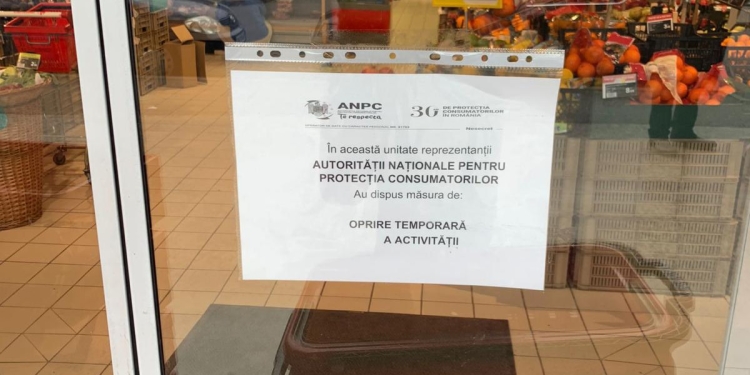 ANPC
Te respectă
30 DE PROTECȚIA
CONSUMATORILOR
ÎN ROMÂNIA
În această unitate reprezentanții
AUTORITĂȚII NAȚIONALE PENTRU
PROTECȚIA CONSUMATORILOR
Au dispus măsura de:
OPRIRE TEMPORARĂ
A ACTIVITĂȚII